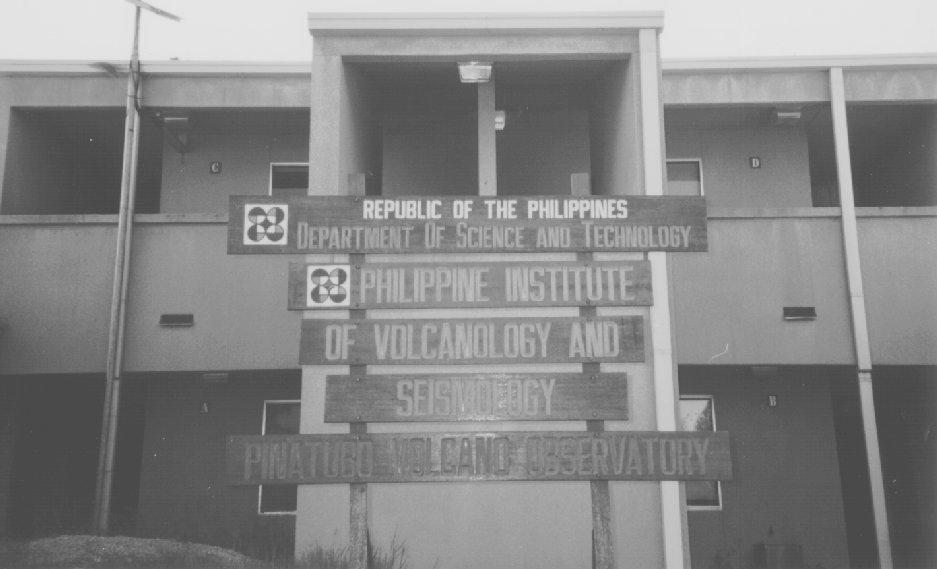 C
D
REPUBLIC OF THE PHILIPPINES
DEPARTMENT OF SCIENCE AND TECHNOLOGY
PHILIPPINE INSTITUTE
OF VOLCANOLOGY AND
SEISMOLOGY
A
B
PINATUBO VOLCANO OBSERVATORY